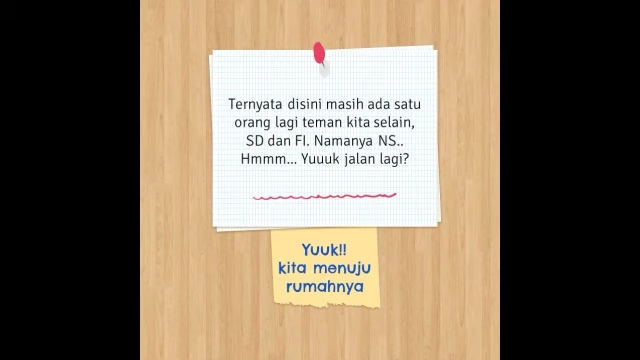 Ternyata disini masih ada satu
orang lagi teman kita selain,
SD dan FI. Namanya NS..
Hmmm... Yuuuk jalan lagi?
Yuuk!!
kita menuju
rumahnya